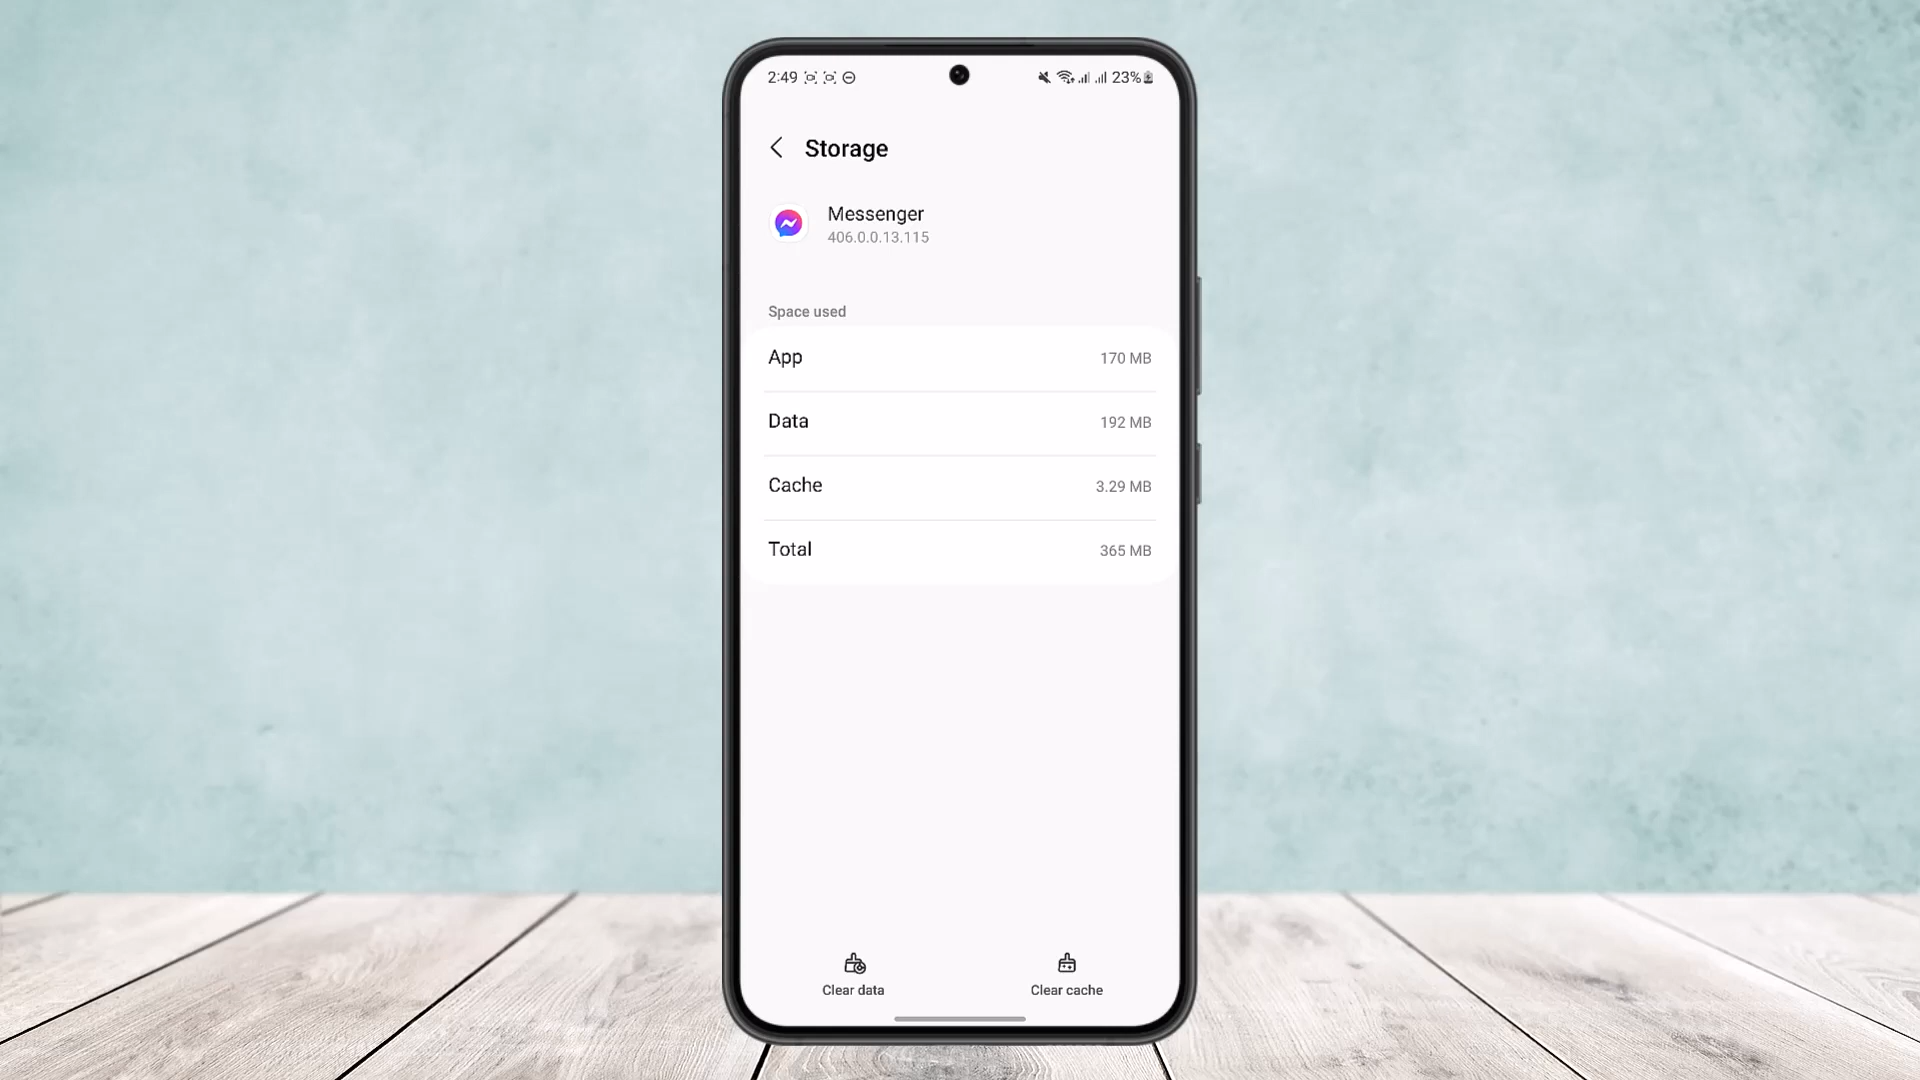 2:49 23%
Storage
Messenger
406.0.0.13.115
Space used
App 170 MB
Data 192 MB
Cache 3.29 MB
Total 365 MB
Clear data Clear cache